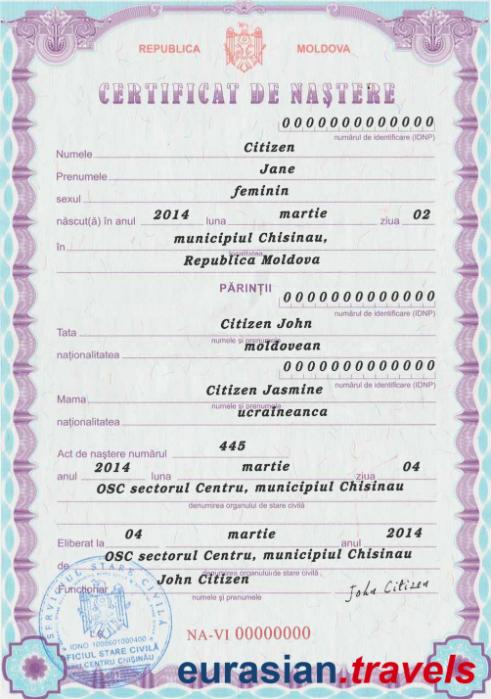 REPUBLICA MOLDOVA
CERTIFICAT DE NAŞTERE
0000000000000
numărul de identificare (IDNP)
Numele Citizen
Prenumele Jane
sexul feminin
născut(ă) în anul 2014 luna martie ziua 02
în municipiul Chisinau,
localitatea
Republica Moldova
PĂRINŢII
0000000000000
numărul de identificare (IDNP)
Tata Citizen John
numele şi prenumele
naţionalitatea moldovean
0000000000000
numărul de identificare (IDNP)
Mama Citizen Jasmine
numele şi prenumele
naţionalitatea ucraineanca
Act de naştere numărul 445
anul 2014 luna martie ziua 04
OSC sectorul Centru, municipiul Chisinau
denumirea organului de stare civilă
Eliberat la 04 martie anul 2014
de OSC sectorul Centru, municipiul Chisinau
denumirea organului de stare civilă
Funcţionar John Citizen John Citizen
numele şi prenumele
SERVICIUL STARE CIVILĂ
IDNO 1006601000400
OFICIUL STARE CIVILĂ
CENTRU CHIŞINĂU
NA-VI 00000000
eurasian.travels